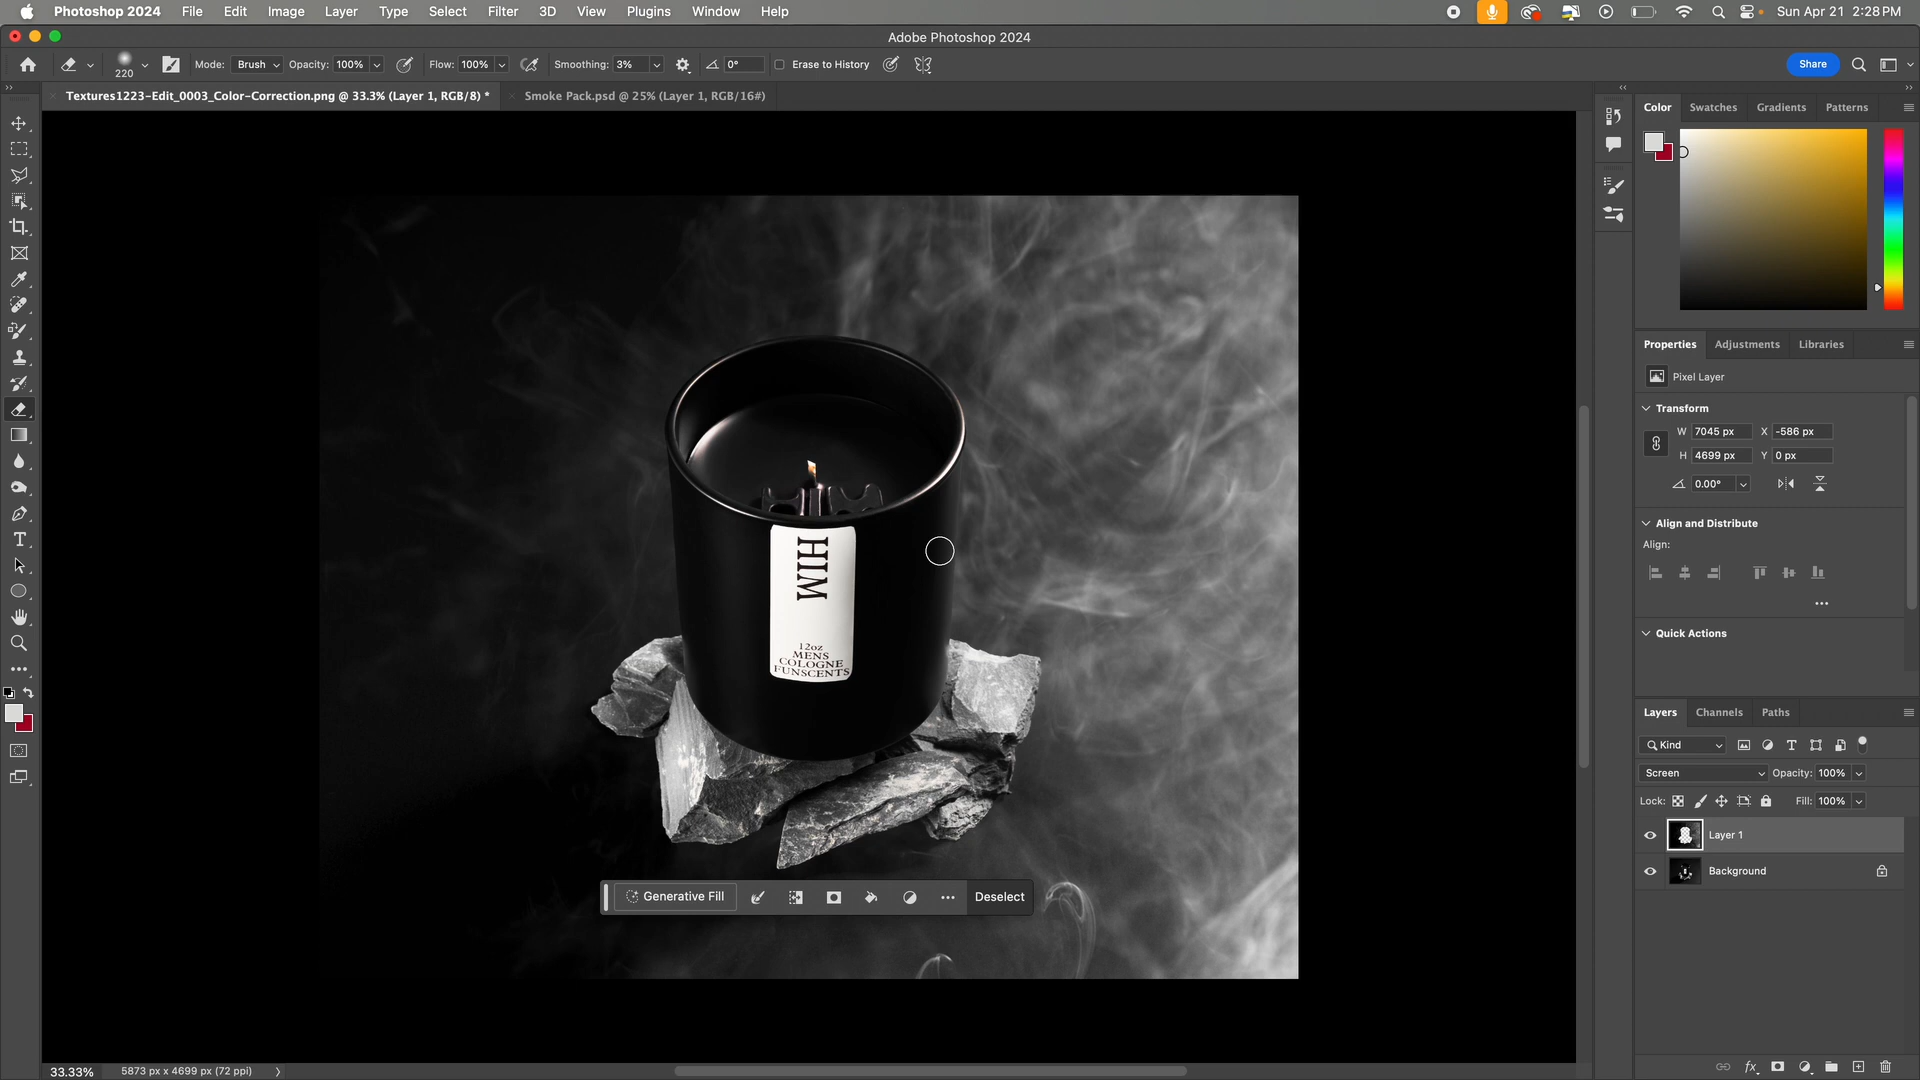 Photoshop 2024 File Edit Image Layer Type Select Filter 3D View Plugins Window Help Sun Apr 21 2:28 PM
Adobe Photoshop 2024
220 Mode: Brush Opacity: 100% Flow: 100% Smoothing: 3% 0° Erase to History Share
Textures1223-Edit_0003_Color-Correction.png @ 33.3% (Layer 1, RGB/8) * Smoke Pack.psd @ 25% (Layer 1, RGB/16#)
Color Swatches Gradients Patterns
HIM
12oz
MENS
COLOGNE
FUNSCENTS
Generative Fill Deselect
Properties Adjustments Libraries
Pixel Layer
Transform
W 7045 px X -586 px
H 4699 px Y 0 px
0.00°
Align and Distribute
Align:
Quick Actions
Layers Channels Paths
Kind
Screen Opacity: 100%
Lock: Fill: 100%
Layer 1
Background
33.33% 5873 px x 4699 px (72 ppi)